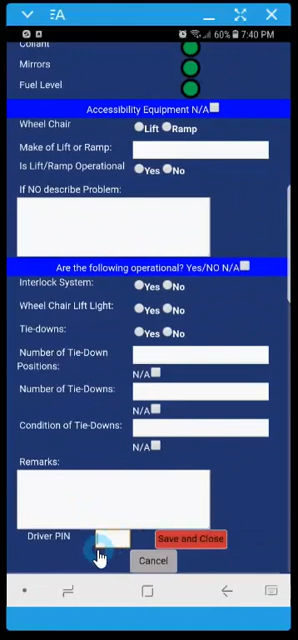 60% 7:40 PM
Coolant
Mirrors
Fuel Level
Accessibility Equipment N/A
Wheel Chair Lift Ramp
Make of Lift or Ramp:
Is Lift/Ramp Operational Yes No
If NO describe Problem:
Are the following operational? Yes/NO N/A
Interlock System: Yes No
Wheel Chair Lift Light: Yes No
Tie-downs: Yes No
Number of Tie-Down
Positions:
N/A
Number of Tie-Downs:
N/A
Condition of Tie-Downs:
N/A
Remarks:
Driver PIN Save and Close
Cancel